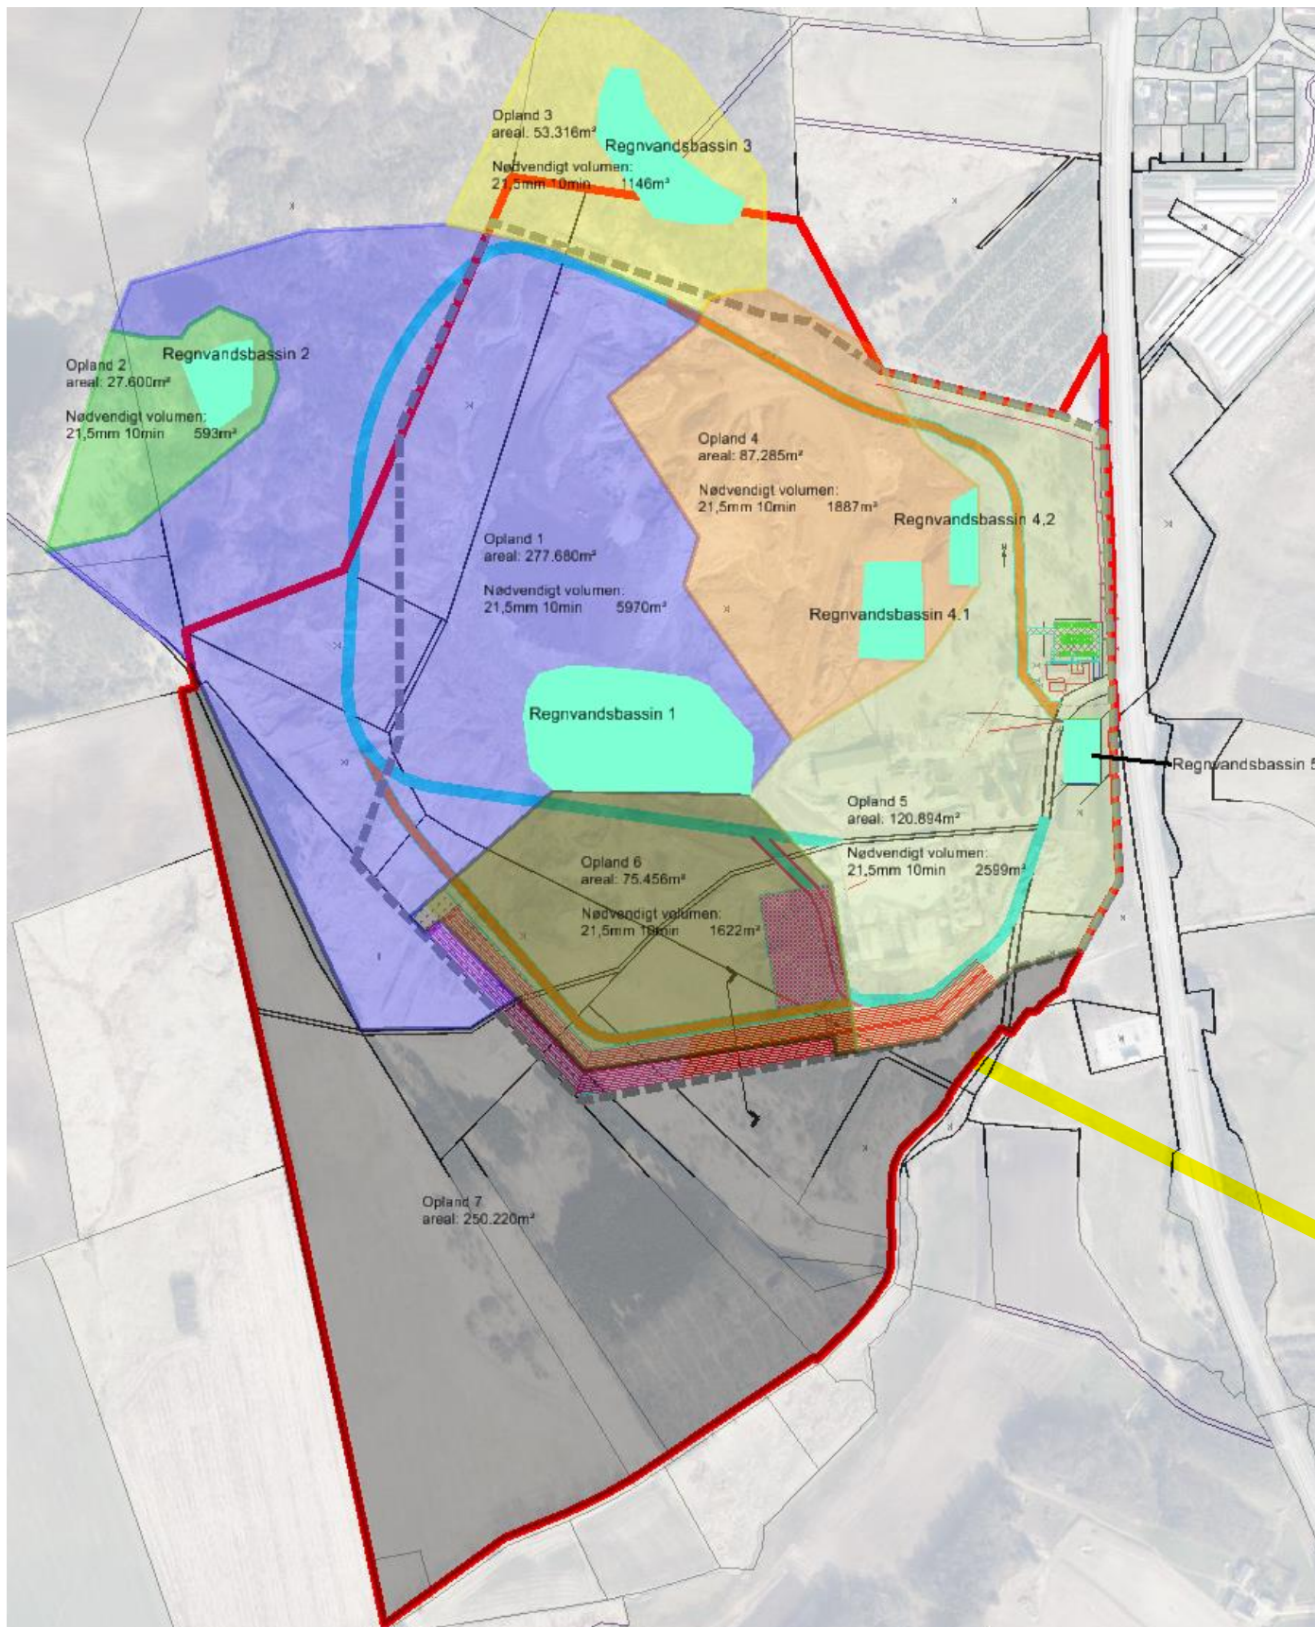 Opland 3
areal: 53.316m²
Nødvendigt volumen:
21,5mm 10min 1146m³
Regnvandsbassin 3
Opland 2
areal: 27.600m²
Nødvendigt volumen:
21,5mm 10min 593m³
Regnvandsbassin 2
Opland 4
areal: 87.285m²
Nødvendigt volumen:
21,5mm 10min 1887m³
Regnvandsbassin 4,2
Regnvandsbassin 4.1
Opland 1
areal: 277.680m²
Nødvendigt volumen:
21,5mm 10min 5970m³
Regnvandsbassin 1
Regnvandsbassin 5
Opland 5
areal: 120.894m²
Nødvendigt volumen:
21,5mm 10min 2599m³
Opland 6
areal: 75.456m²
Nødvendigt volumen:
21,5mm 10min 1622m³
Opland 7
areal: 250.220m²